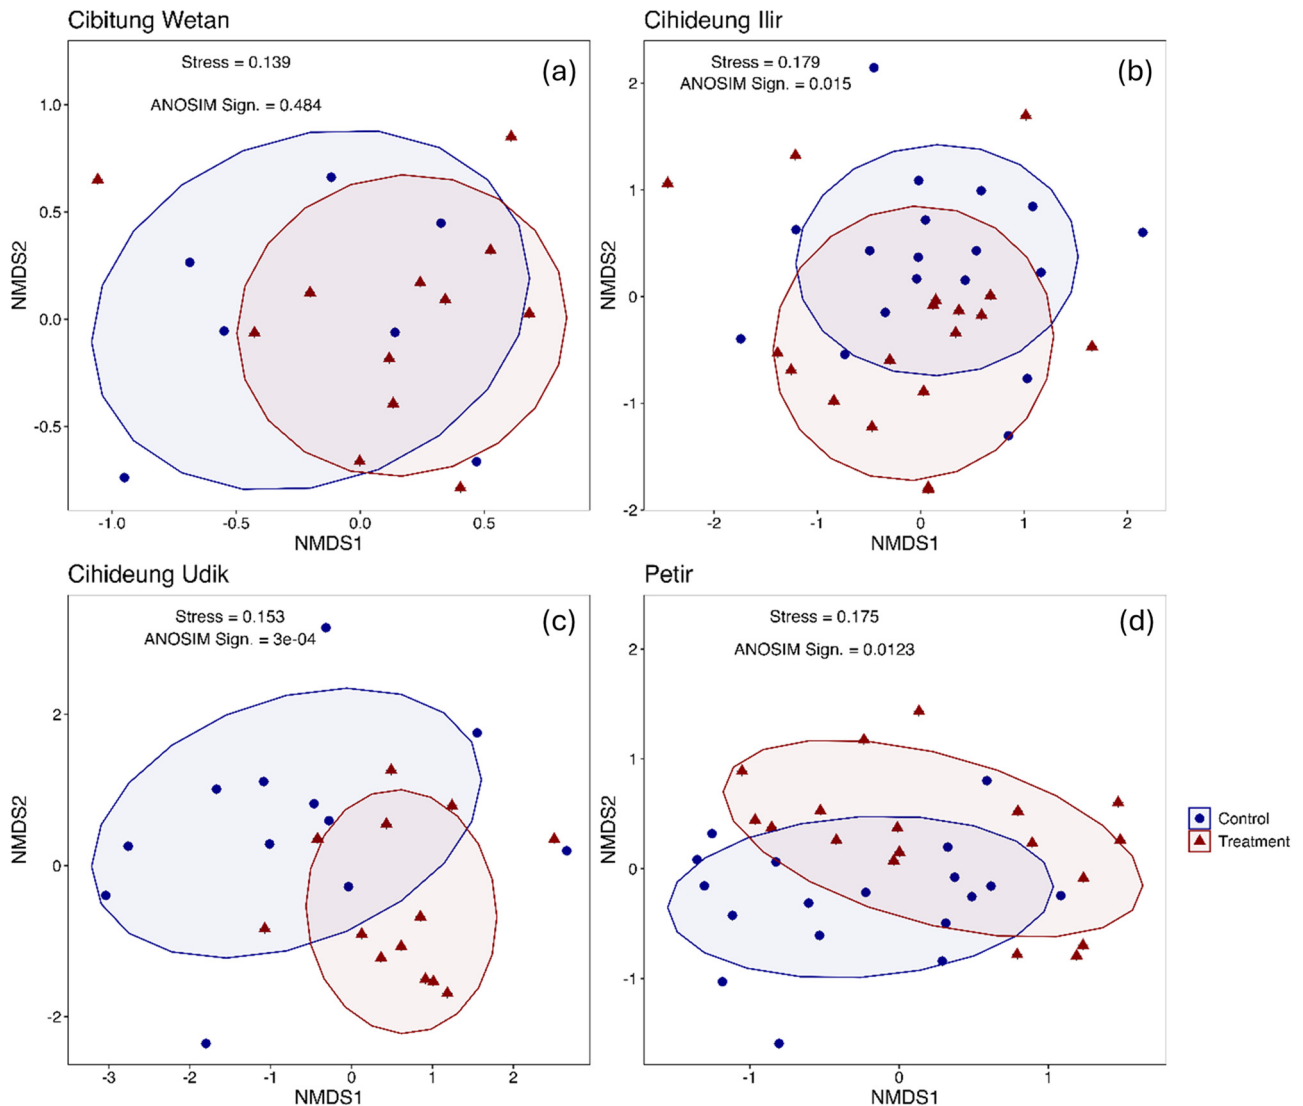 Cibitung Wetan
Stress = 0.139
(a)
ANOSIM Sign. = 0.484
1.0
0.5
0.0
-0.5
NMDS2
-1.0
-0.5
0.0
0.5
NMDS1
Cihideung Ilir
Stress = 0.179
(b)
ANOSIM Sign. = 0.015
2
1
0
-1
-2
NMDS2
-2
-1
0
1
2
NMDS1
Cihideung Udik
Stress = 0.153
(c)
ANOSIM Sign. = 3e-04
2
0
-2
NMDS2
-3
-2
-1
0
1
2
NMDS1
Petir
Stress = 0.175
(d)
ANOSIM Sign. = 0.0123
2
1
0
-1
NMDS2
-1
0
1
NMDS1
Control
Treatment